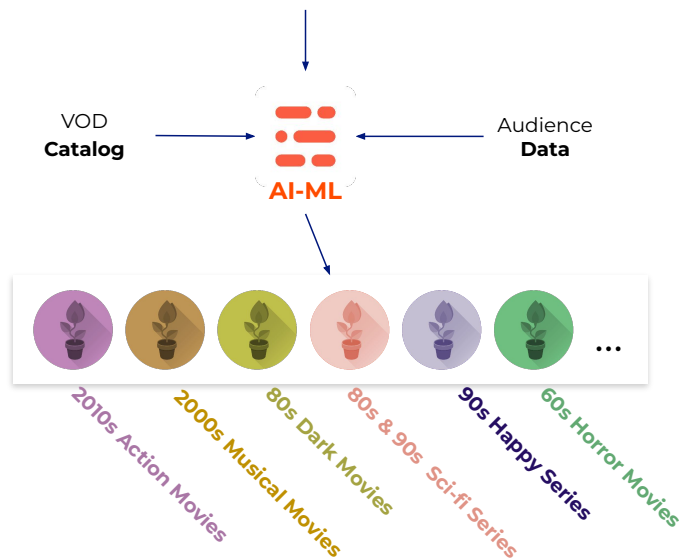 VOD
Catalog
Audience
Data
AI-ML
...
2010s Action Movies
2000s Musical Movies
80s Dark Movies
80s & 90s Sci-fi Series
90s Happy Series
60s Horror Movies